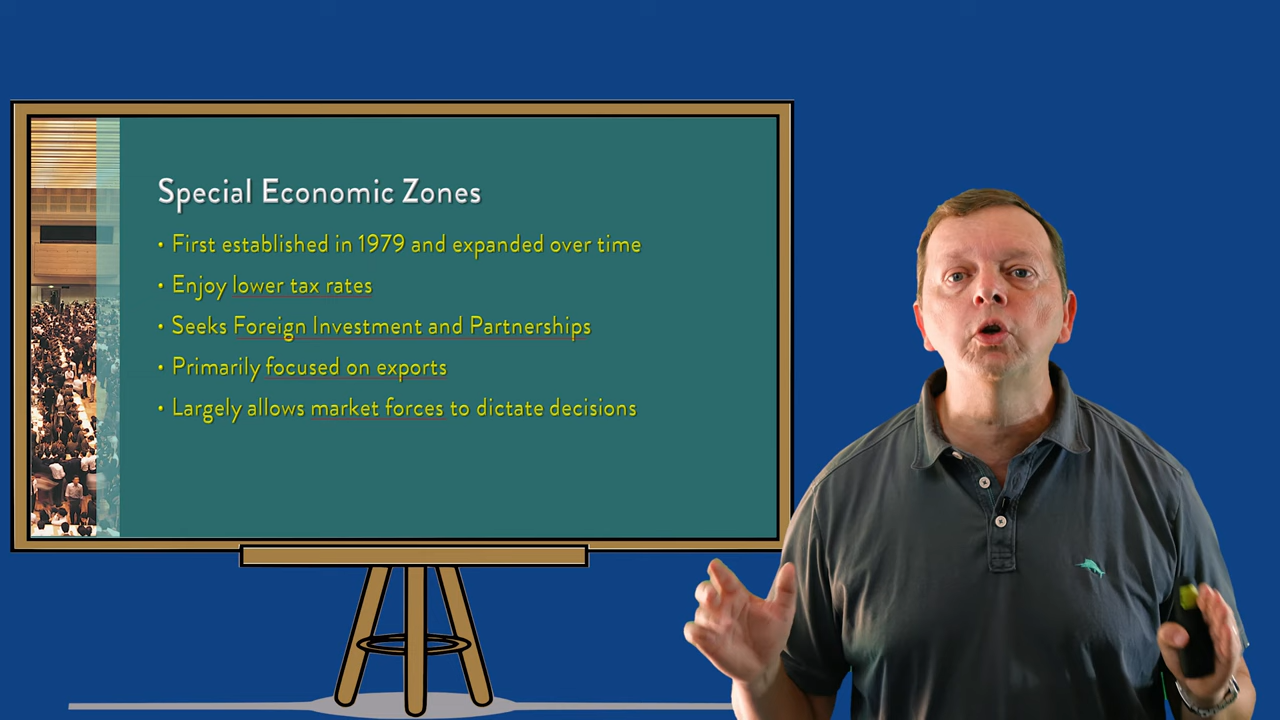 Special Economic Zones
• First established in 1979 and expanded over time
• Enjoy lower tax rates
• Seeks Foreign Investment and Partnerships
• Primarily focused on exports
• Largely allows market forces to dictate decisions